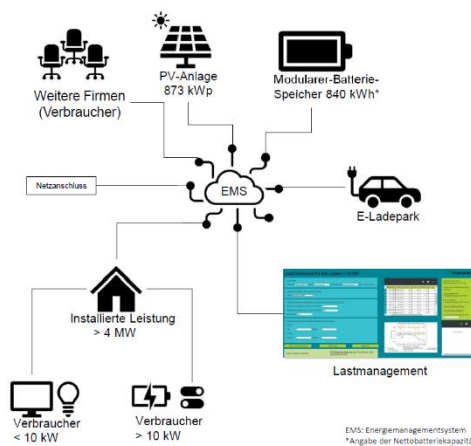 PV-Anlage
873 kWp
Modularer-Batterie-
Speicher 840 kWh*
Weitere Firmen
(Verbraucher)
EMS
Netzanschluss
E-Ladepark
Installierte Leistung
> 4 MW
Lastmanagement
Verbraucher
< 10 kW
Verbraucher
> 10 kW
EMS: Energiemanagementsystem
*Angabe der Nettobatteriekapazitä